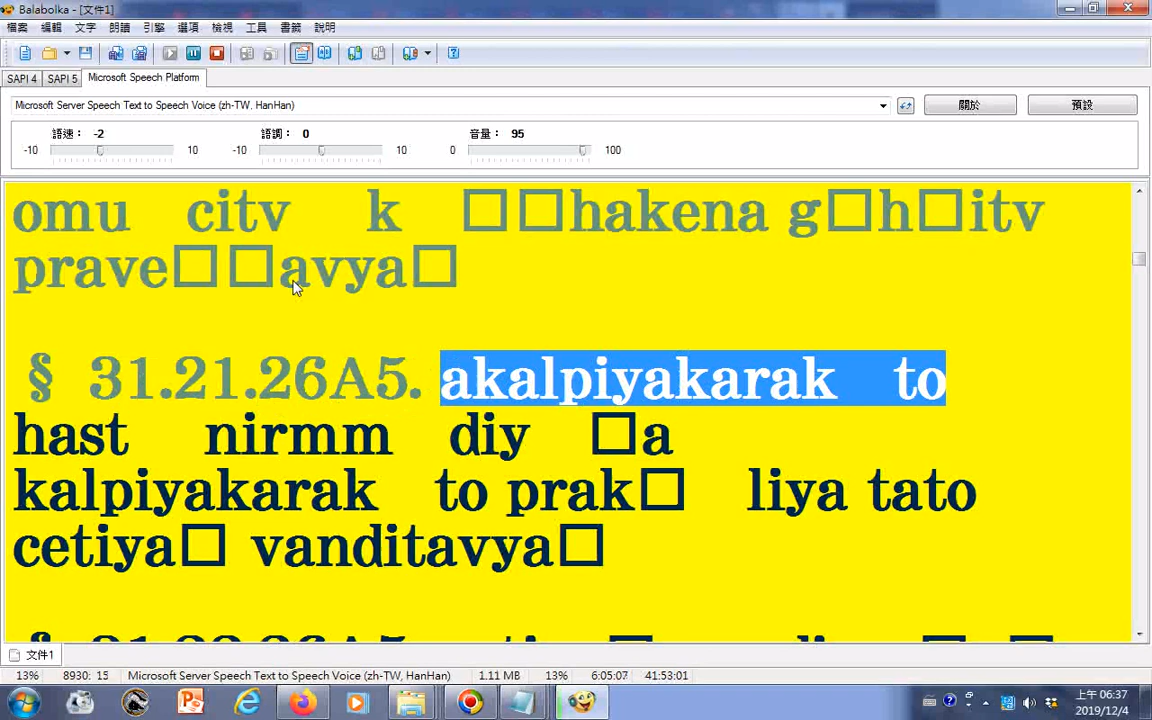 Balabolka - [文件1]
檔案 編輯 文字 朗讀 引擎 選項 檢視 工具 書籤 說明
SAPI 4 SAPI 5 Microsoft Speech Platform
Microsoft Server Speech Text to Speech Voice (zh-TW, HanHan) 關於 預設
語速： -2 語調： 0 音量： 95
-10 10 -10 10 0 100
omu citv k □□hakena g□h□itv
prave□□avya□
§ 31.21.26A5. akalpiyakarak to
hast nirmm diy □a
kalpiyakarak to prak□ liya tato
cetiya□ vanditavya□
文件1
13% 8930: 15 Microsoft Server Speech Text to Speech Voice (zh-TW, HanHan) 1.11 MB 13% 6:05:07 41:53:01
上午 06:37
2019/12/4